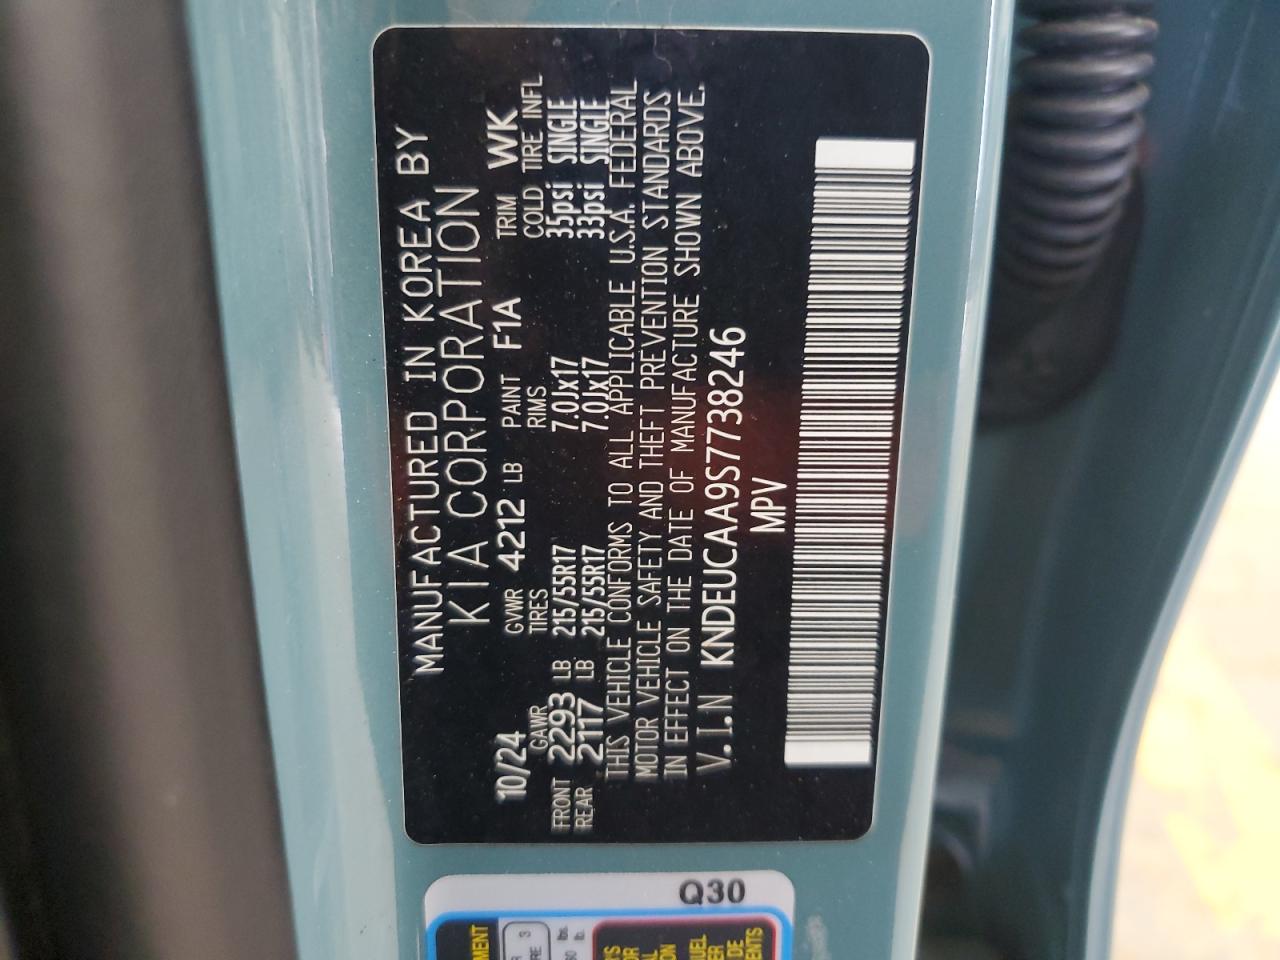 MANUFACTURED IN KOREA BY
KIA CORPORATION
10/24 GVWR 4212 LB PAINT F1A TRIM WK
GAWR TIRES RIMS COLD TIRE INFL
FRONT 2293 LB 215/55R17 7.0Jx17 35psi SINGLE
REAR 2117 LB 215/55R17 7.0Jx17 33psi SINGLE
THIS VEHICLE CONFORMS TO ALL APPLICABLE U.S.A. FEDERAL
MOTOR VEHICLE SAFETY AND THEFT PREVENTION STANDARDS
IN EFFECT ON THE DATE OF MANUFACTURE SHOWN ABOVE.
V.I.N KNDEUCAA9S7738246
MPV
Q30